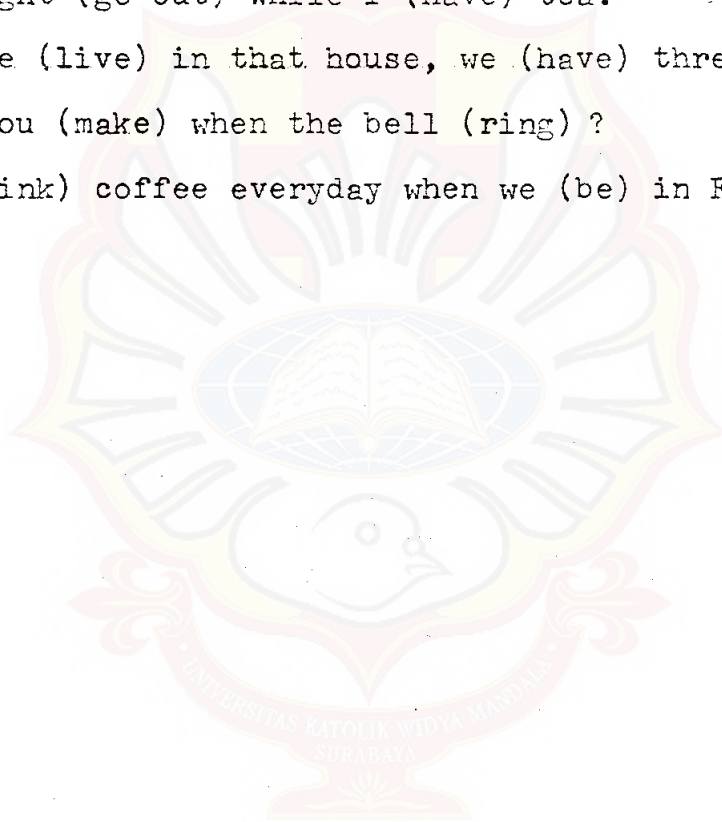 (go out) while I (have) tea.
e (live) in that house, we (have) thre
ou (make) when the bell (ring) ?
ink) coffee everyday when we (be) in F
UNIVERSITAS KATOLIK WIDYA MANDALA
SURABAYA